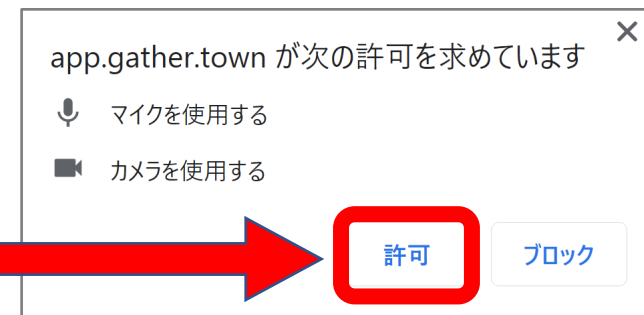 app.gather.town が次の許可を求めています
マイクを使用する
カメラを使用する
許可
ブロック